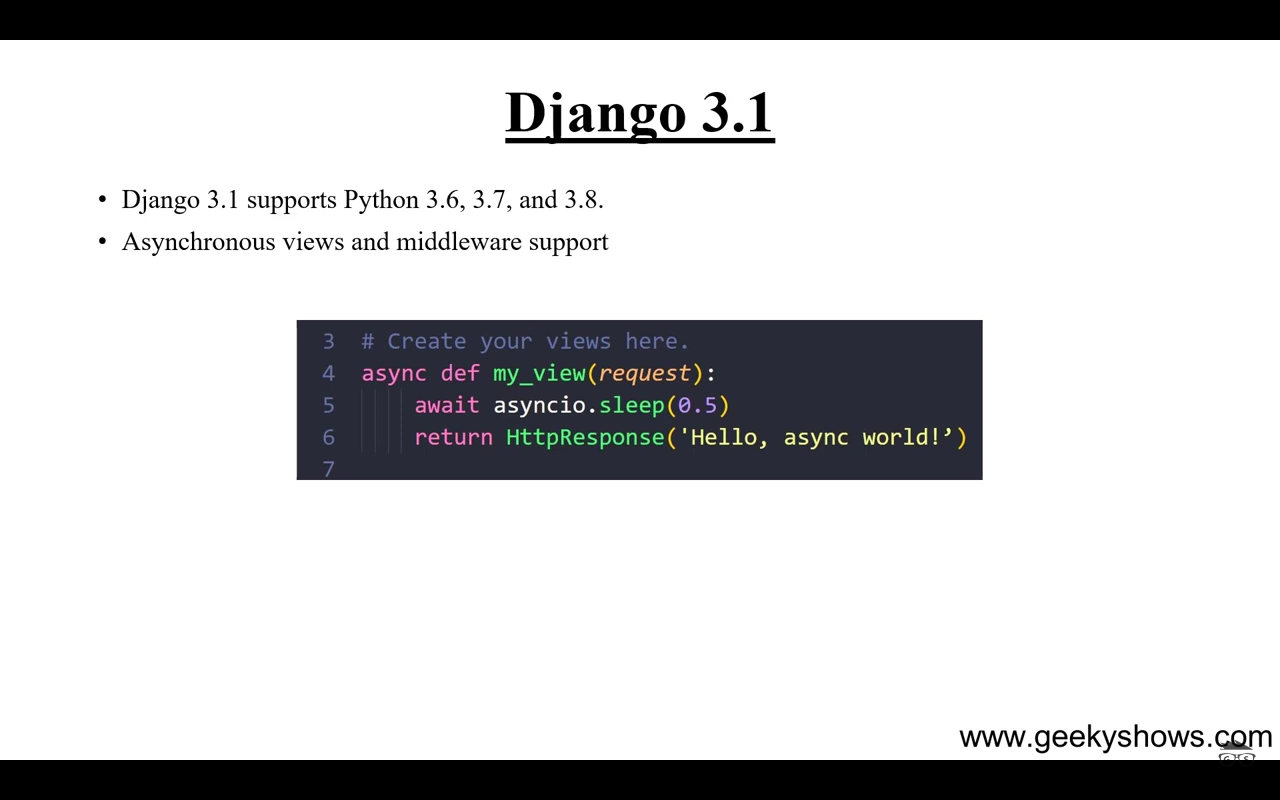 Django 3.1
• Django 3.1 supports Python 3.6, 3.7, and 3.8.
• Asynchronous views and middleware support
3 # Create your views here.
4 async def my_view(request):
5 await asyncio.sleep(0.5)
6 return HttpResponse('Hello, async world!’)
7
www.geekyshows.com